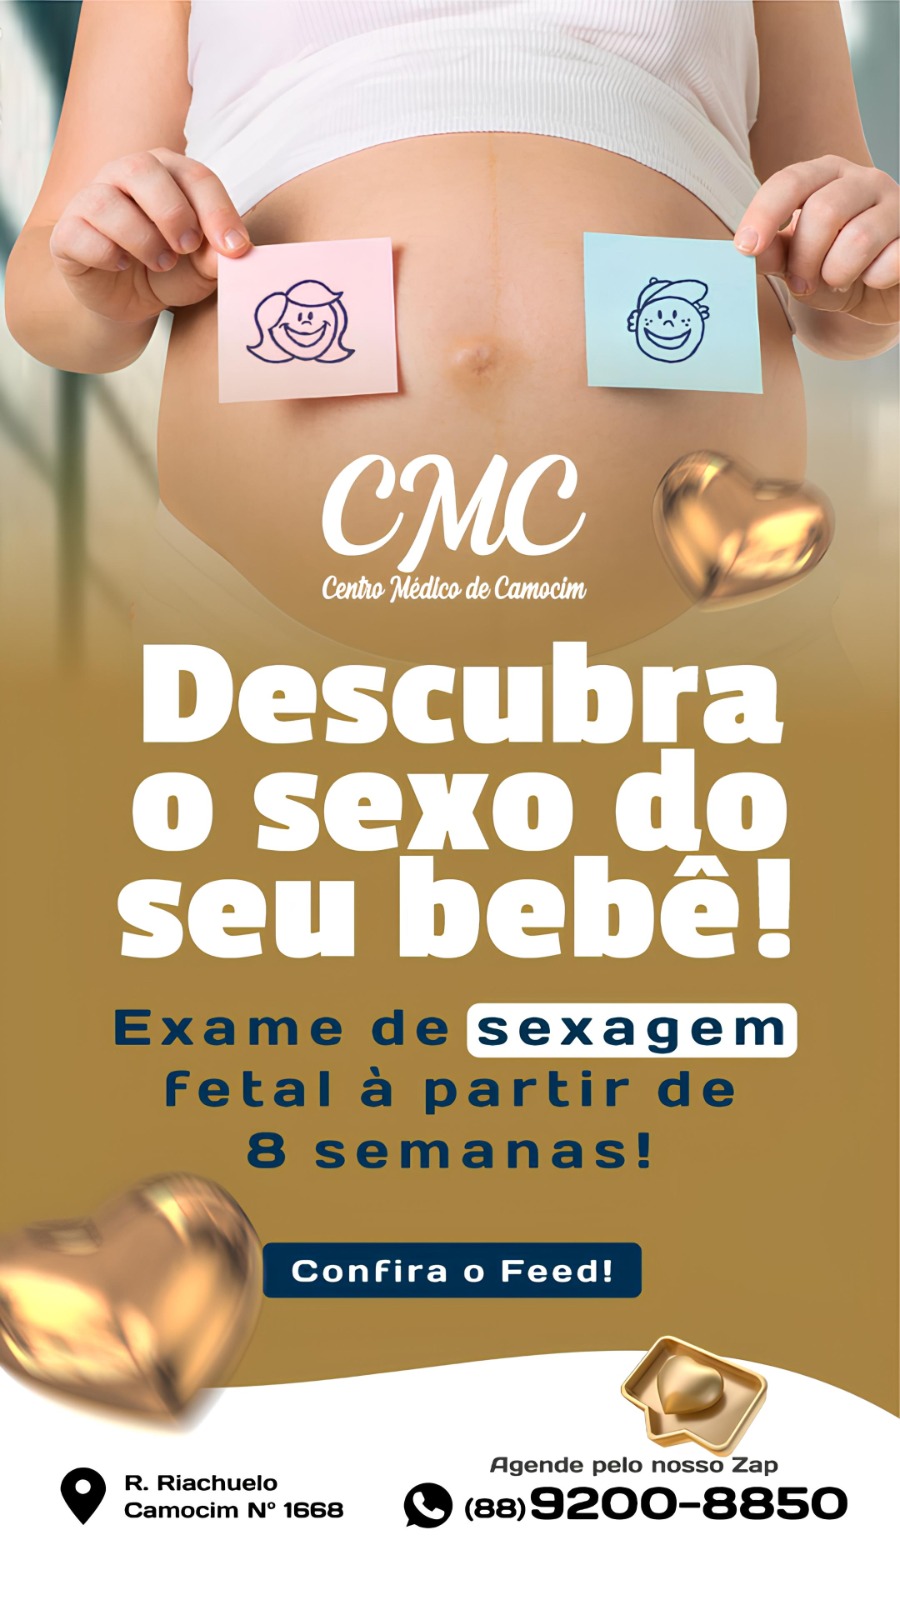 CMC
Centro Médico de Camocim
Descubra
o sexo do
seu bebê!
Exame de sexagem
fetal à partir de
8 semanas!
Confira o Feed!
Agende pelo nosso Zap
R. Riachuelo
Camocim Nº 1668
(88)9200-8850